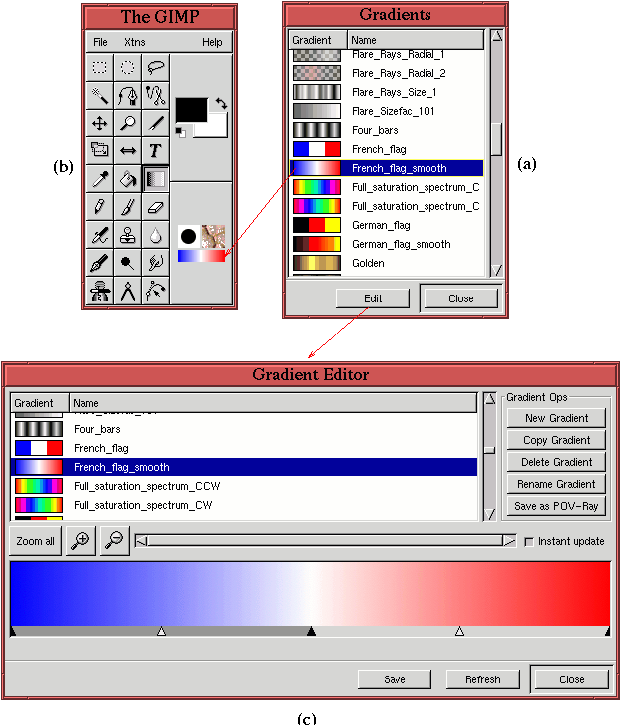 The GIMP
File Xtns Help
(b)
Gradients
Gradient Name
Flare_Rays_Radial_1
Flare_Rays_Radial_2
Flare_Rays_Size_1
Flare_Sizefac_101
Four_bars
French_flag
French_flag_smooth
Full_saturation_spectrum_C
Full_saturation_spectrum_C
German_flag
German_flag_smooth
Golden
Edit Close
(a)
Gradient Editor
Gradient Name
Flare_Sizefac_101
Four_bars
French_flag
French_flag_smooth
Full_saturation_spectrum_CCW
Full_saturation_spectrum_CW
Gradient Ops
New Gradient
Copy Gradient
Delete Gradient
Rename Gradient
Save as POV-Ray
Zoom all Instant update
Save Refresh Close
(c)